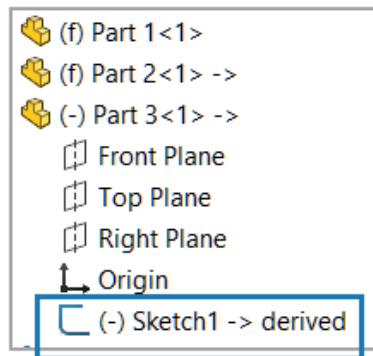 (f) Part 1<1>
(f) Part 2<1> ->
(-) Part 3<1> ->
Front Plane
Top Plane
Right Plane
Origin
(-) Sketch1 -> derived